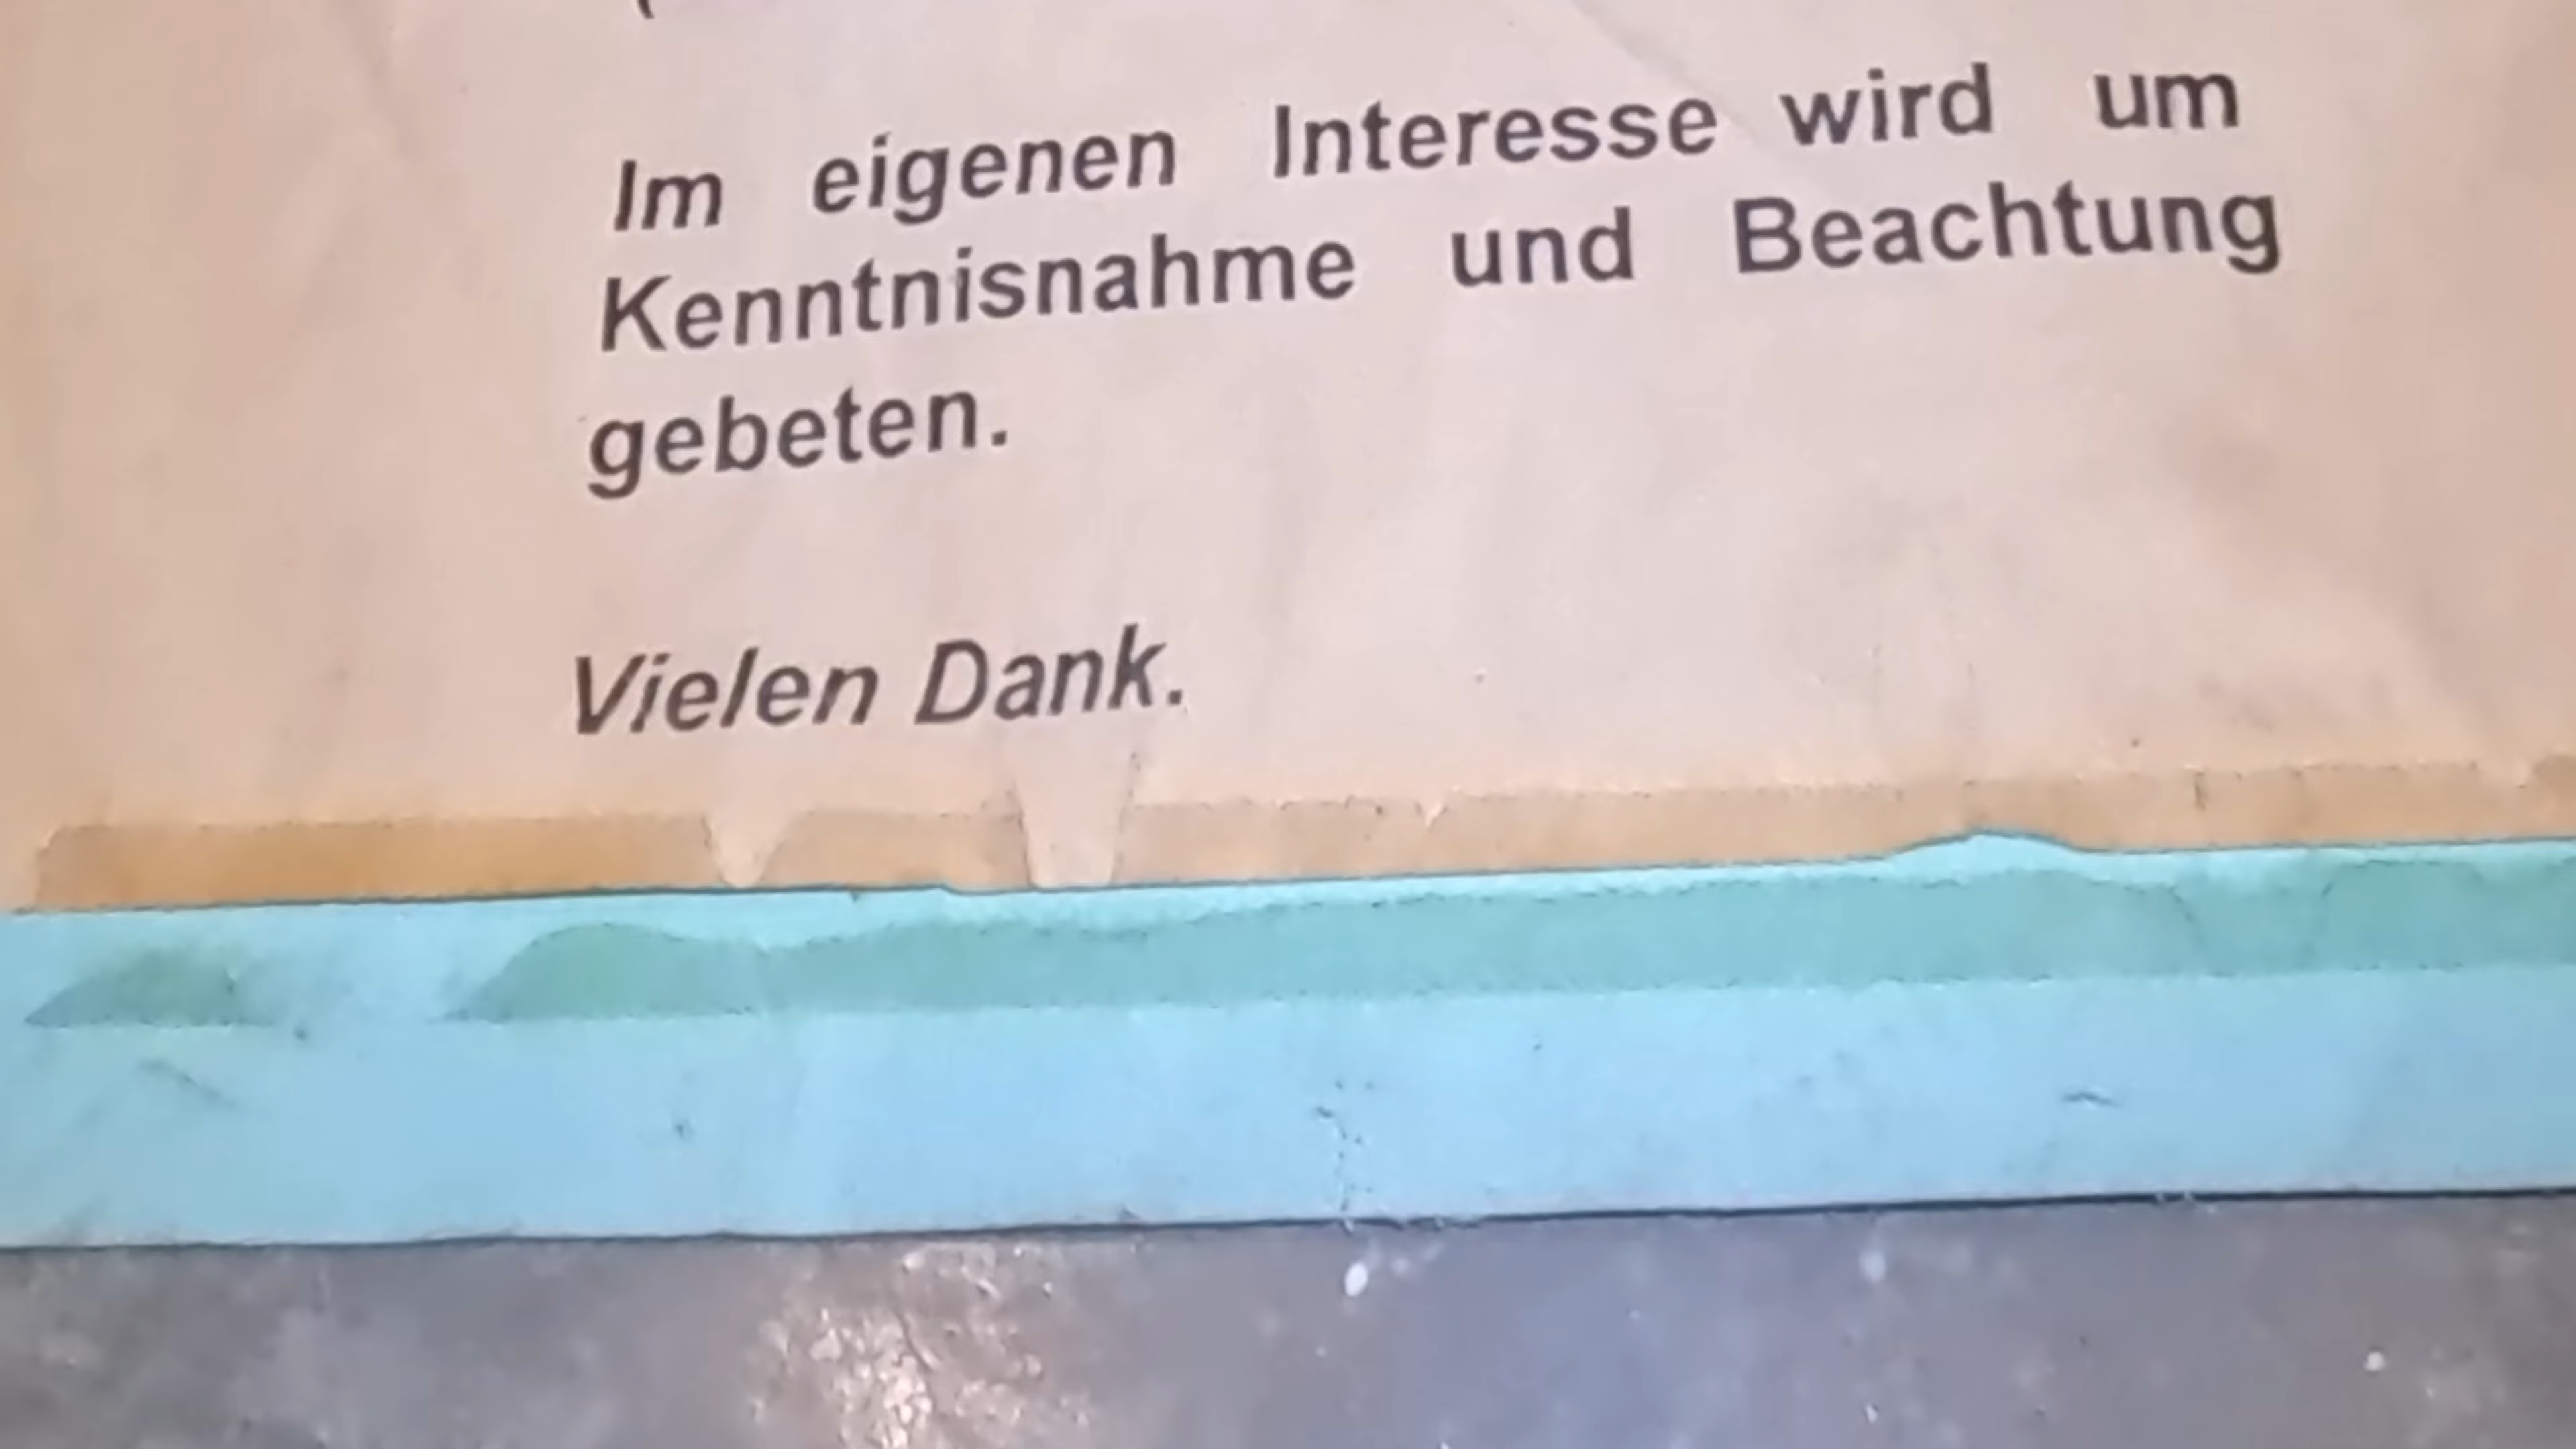 Im eigenen Interesse wird um
Kenntnisnahme und Beachtung
gebeten.
Vielen Dank.